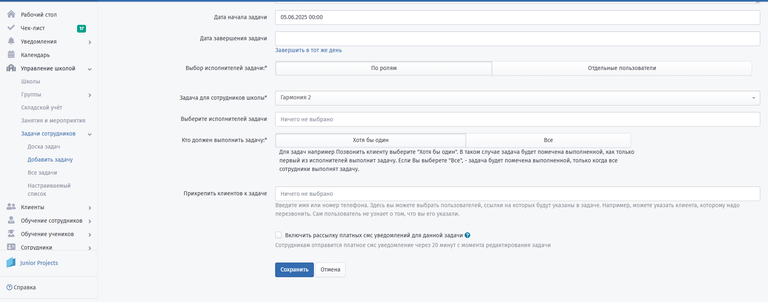 Рабочий стол
Чек-лист
Уведомления
Календарь
Управление школой
Школы
Группы
Складской учёт
Занятия и мероприятия
Задачи сотрудников
Доска задач
Добавить задачу
Все задачи
Настраиваемый
список
Клиенты
Обучение сотрудников
Обучение учеников
Сотрудники
Junior Projects
Справка
Дата начала задачи
05.06.2025 00:00
Дата завершения задачи
Завершить в тот же день
Выбор исполнителей задачи:*
По ролям
Отдельные пользователи
Задача для сотрудников школы*
Гармония 2
Выберите исполнителей задачи
Ничего не выбрано
Кто должен выполнить задачу:*
Хотя бы один
Все
Для задач например Позвонить клиенту выберите "Хотя бы один". В таком случае задача будет помечена выполненной, как только
первый из исполнителей выполнит задачу. Если Вы выберете "Все", - задача будет помечена выполненной, только когда все
сотрудники выполнят задачу.
Прикрепить клиентов к задаче
Ничего не выбрано
Введите имя или номер телефона. Здесь вы можете выбрать пользователей, ссылки на которых будут указаны в задаче. Например, можете указать клиента, которому надо
перезвонить. Сам пользователь не узнает о том, что вы его указали.
Включить рассылку платных смс уведомлений для данной задачи
Сотрудникам отправится платное смс уведомление через 20 минут с момента редактирования задачи
Сохранить
Отмена